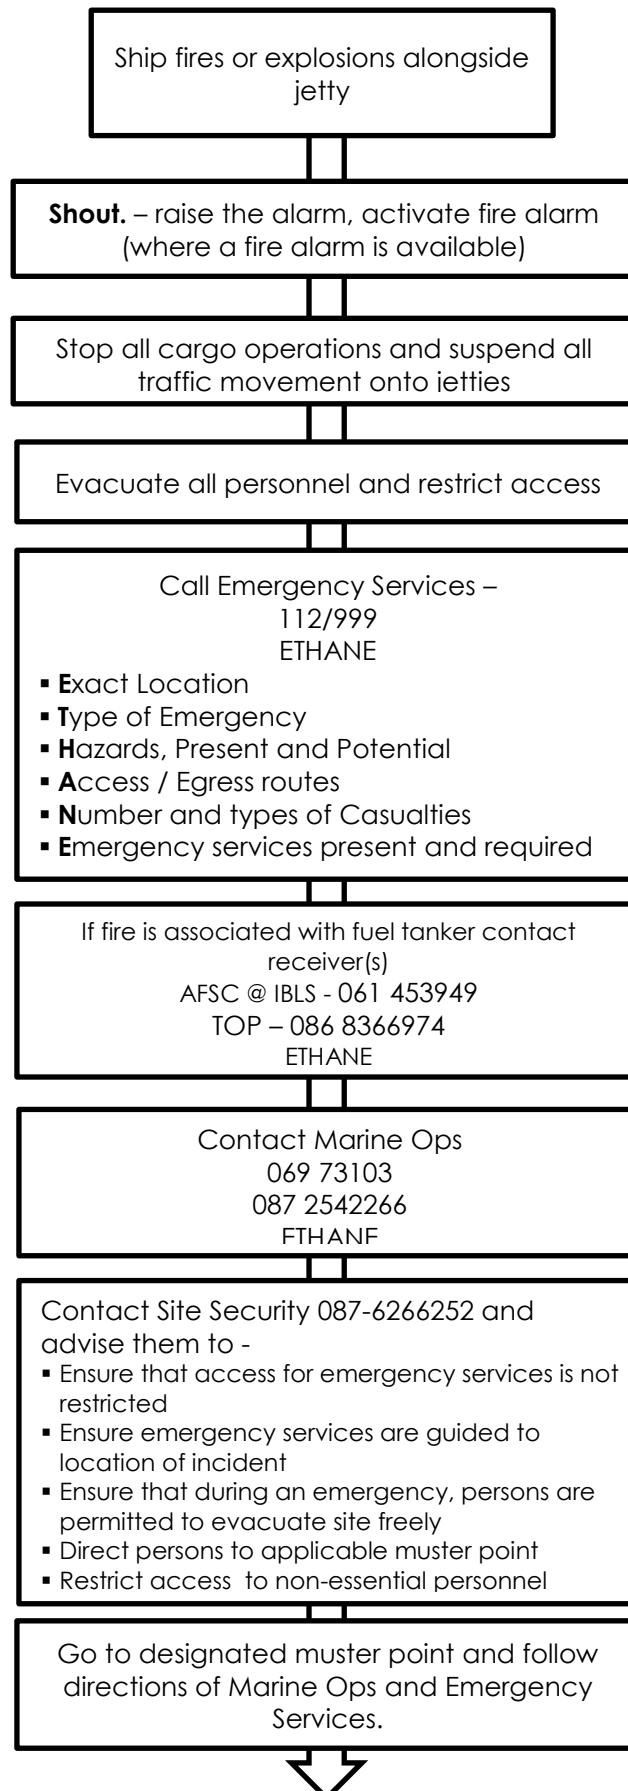 Ship fires or explosions alongside
jetty
Shout. – raise the alarm, activate fire alarm
(where a fire alarm is available)
Stop all cargo operations and suspend all
traffic movement onto jetties
Evacuate all personnel and restrict access
Call Emergency Services –
112/999
ETHANE
▪ Exact Location
▪ Type of Emergency
▪ Hazards, Present and Potential
▪ Access / Egress routes
▪ Number and types of Casualties
▪ Emergency services present and required
If fire is associated with fuel tanker contact
receiver(s)
AFSC @ IBLS - 061 453949
TOP – 086 8366974
ETHANE
Contact Marine Ops
069 73103
087 2542266
ETHANE
Contact Site Security 087-6266252 and
advise them to -
▪ Ensure that access for emergency services is not
restricted
▪ Ensure emergency services are guided to
location of incident
▪ Ensure that during an emergency, persons are
permitted to evacuate site freely
▪ Direct persons to applicable muster point
▪ Restrict access to non-essential personnel
Go to designated muster point and follow
directions of Marine Ops and Emergency
Services.